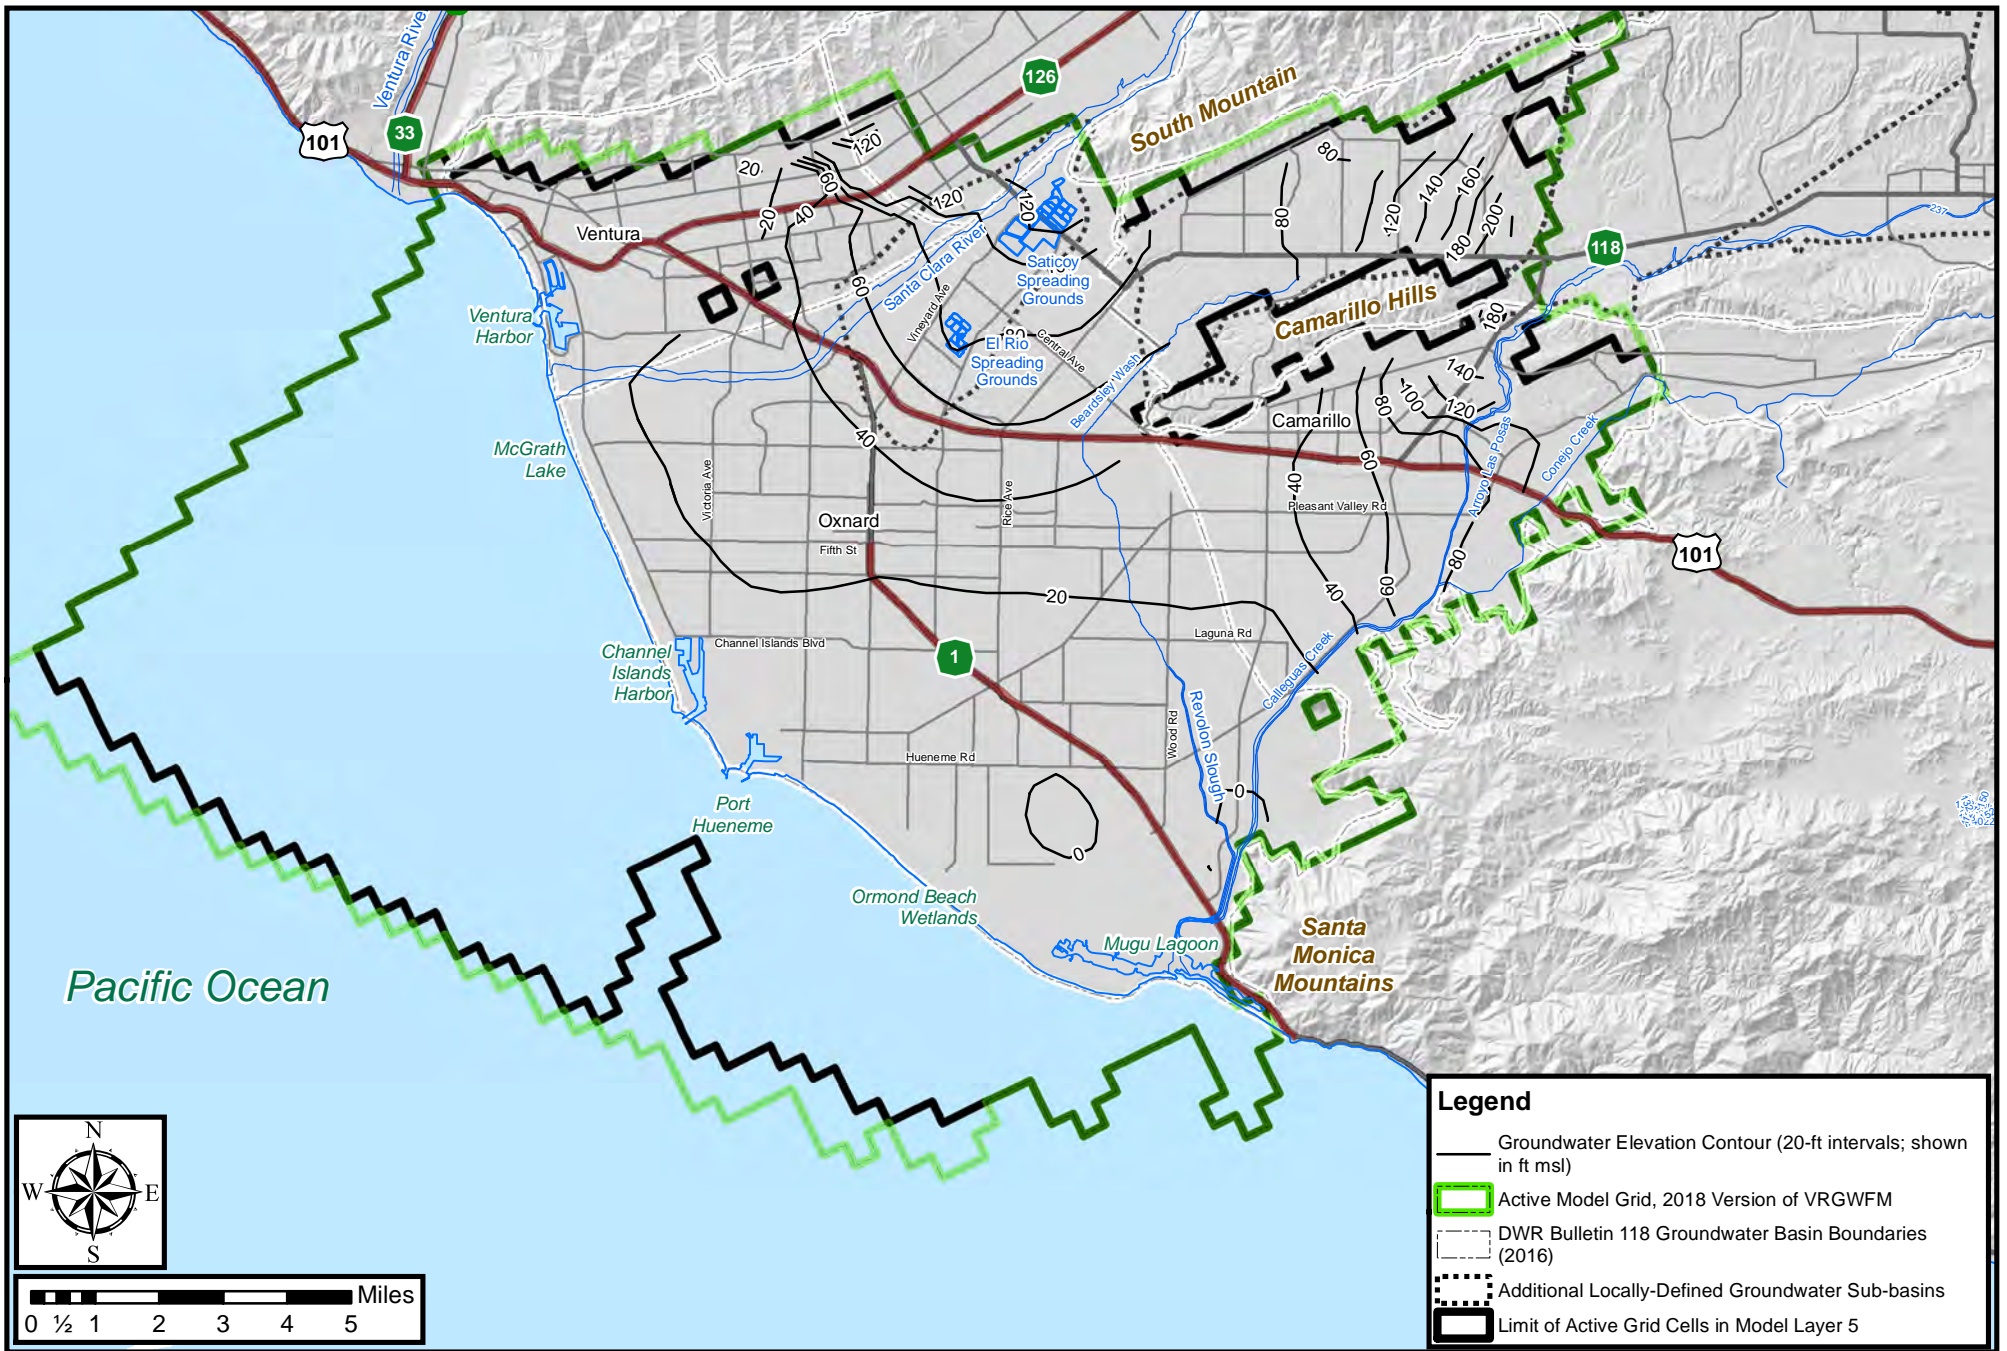 Ventura River
33
101
126
South Mountain
120
20
60
20
40
120
120
80
80
120
140
160
180
200
118
237
Ventura
Santa Clara River
Saticoy
Spreading
Grounds
Vineyard Ave
60
80
Central Ave
El Rio
Spreading
Grounds
Camarillo Hills
180
Ventura
Harbor
Beardsley Wash
140
100
80
120
Camarillo
40
McGrath
Lake
60
40
Arroyo Las Posas
Conejo Creek
Victoria Ave
Rice Ave
Pleasant Valley Rd
Oxnard
Fifth St
101
80
20
40
60
Laguna Rd
Channel Islands Blvd
1
Channel
Islands
Harbor
Calleguas Creek
Revolon Slough
Wood Rd
Hueneme Rd
0
0
Port
Hueneme
Ormond Beach
Wetlands
Mugu Lagoon
Santa
Monica
Mountains
Pacific Ocean
N
W
E
S
Miles
0 ½ 1 2 3 4 5
Legend
Groundwater Elevation Contour (20-ft intervals; shown
in ft msl)
Active Model Grid, 2018 Version of VRGWFM
DWR Bulletin 118 Groundwater Basin Boundaries
(2016)
Additional Locally-Defined Groundwater Sub-basins
Limit of Active Grid Cells in Model Layer 5